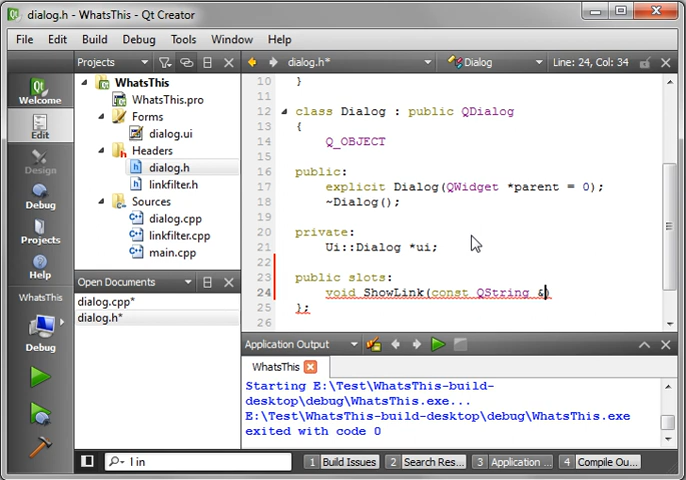 dialog.h - WhatsThis - Qt Creator
File Edit Build Debug Tools Window Help
Projects
dialog.h*
Dialog
Line: 24, Col: 34
Welcome
Edit
Design
Debug
Projects
Help
WhatsThis
Debug
WhatsThis
WhatsThis.pro
Forms
dialog.ui
Headers
dialog.h
linkfilter.h
Sources
dialog.cpp
linkfilter.cpp
main.cpp
Open Documents
dialog.cpp*
dialog.h*
10 };
11
12 class Dialog : public QDialog
13 {
14 Q_OBJECT
15
16 public:
17 explicit Dialog(QWidget *parent = 0);
18 ~Dialog();
19
20 private:
21 Ui::Dialog *ui;
22
23 public slots:
24 void ShowLink(const QString &)
25 };
26
Application Output
WhatsThis
Starting E:\Test\WhatsThis-build-
desktop\debug\WhatsThis.exe...
E:\Test\WhatsThis-build-desktop\debug\WhatsThis.exe
exited with code 0
l in
1 Build Issues
2 Search Res...
3 Application ...
4 Compile Ou...